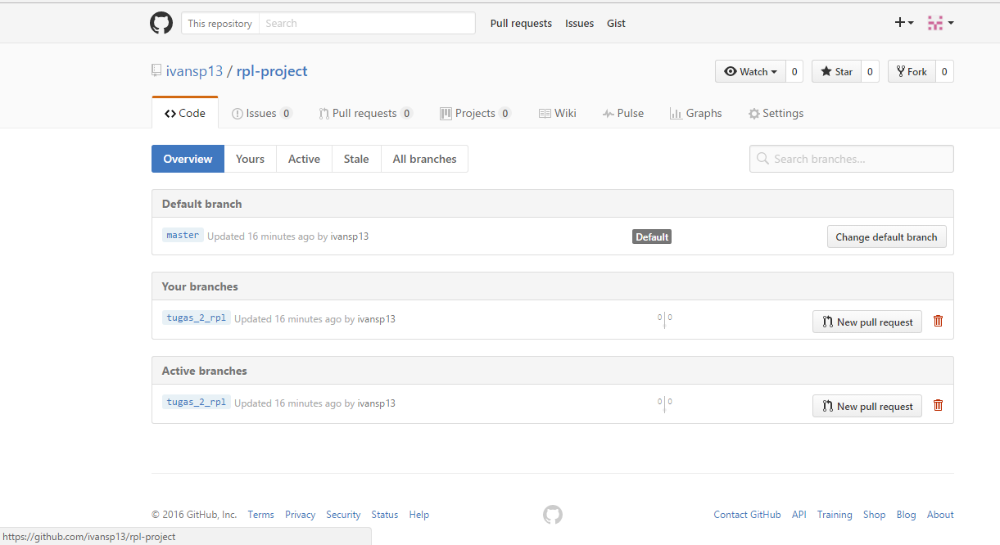 This repository Search Pull requests Issues Gist
ivansp13 / rpl-project Watch 0 Star 0 Fork 0
Code Issues 0 Pull requests 0 Projects 0 Wiki Pulse Graphs Settings
Overview Yours Active Stale All branches Search branches...
Default branch
master Updated 16 minutes ago by ivansp13 Default Change default branch
Your branches
tugas_2_rpl Updated 16 minutes ago by ivansp13 0 0 New pull request
Active branches
tugas_2_rpl Updated 16 minutes ago by ivansp13 0 0 New pull request
© 2016 GitHub, Inc. Terms Privacy Security Status Help Contact GitHub API Training Shop Blog About
https://github.com/ivansp13/rpl-project